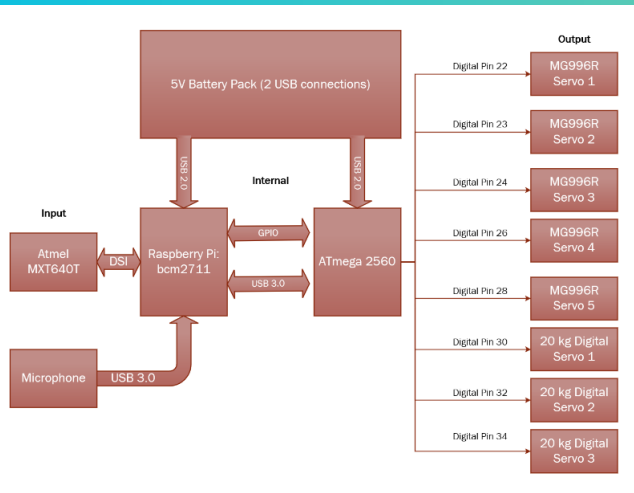 Output
5V Battery Pack (2 USB connections)
Digital Pin 22
MG996R
Servo 1
Digital Pin 23
MG996R
Servo 2
USB 2.0
USB 2.0
Internal
Digital Pin 24
MG996R
Servo 3
Input
Atmel
MXT640T
DSI
Raspberry Pi:
bcm2711
GPIO
USB 3.0
ATmega 2560
Digital Pin 26
MG996R
Servo 4
Digital Pin 28
MG996R
Servo 5
Digital Pin 30
20 kg Digital
Servo 1
Microphone
USB 3.0
Digital Pin 32
20 kg Digital
Servo 2
Digital Pin 34
20 kg Digital
Servo 3